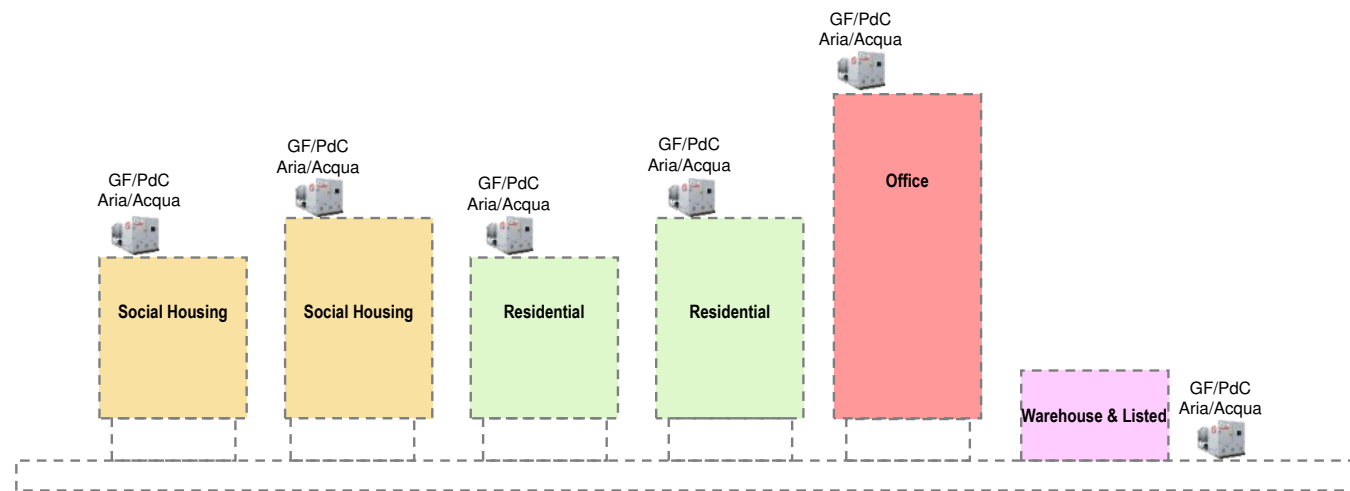 GF/PdC
Aria/Acqua
Social Housing
GF/PdC
Aria/Acqua
Social Housing
GF/PdC
Aria/Acqua
Residential
GF/PdC
Aria/Acqua
Residential
GF/PdC
Aria/Acqua
Office
Warehouse & Listed
GF/PdC
Aria/Acqua